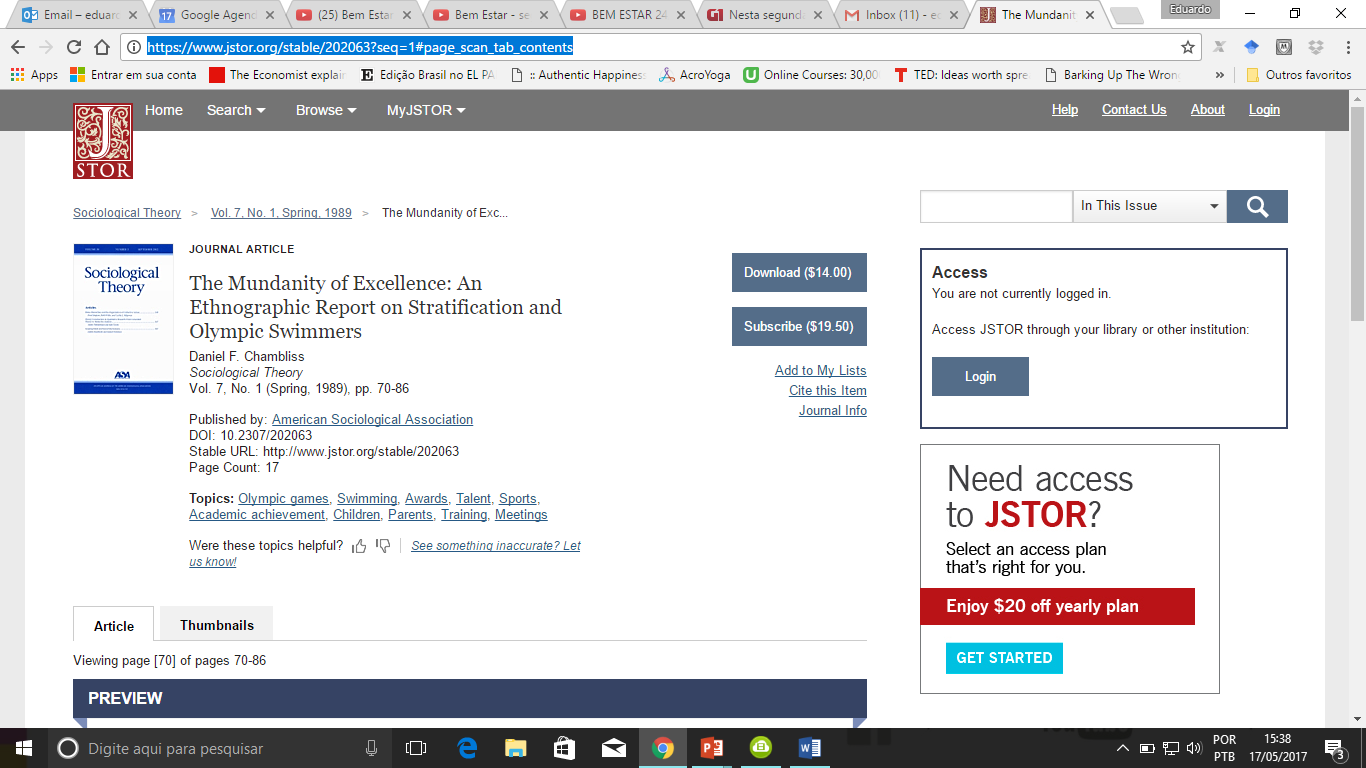 Email – eduar
Google Agend
(25) Bem Estar
Bem Estar - se
BEM ESTAR 24
Nesta segund
Inbox (11) - ed
The Mundanit
Eduardo
https://www.jstor.org/stable/202063?seq=1#page_scan_tab_contents
Apps
Entrar em sua conta
The Economist explain
Edição Brasil no EL PA
:: Authentic Happiness
AcroYoga
Online Courses: 30,00
TED: Ideas worth spre
Barking Up The Wron
»
Outros favoritos
JSTOR
Home
Search
Browse
MyJSTOR
Help
Contact Us
About
Login
Sociological Theory > Vol. 7, No. 1, Spring, 1989 > The Mundanity of Exc...
In This Issue
Sociological
Theory
ASA
JOURNAL ARTICLE
The Mundanity of Excellence: An
Ethnographic Report on Stratification and
Olympic Swimmers
Daniel F. Chambliss
Sociological Theory
Vol. 7, No. 1 (Spring, 1989), pp. 70-86
Published by: American Sociological Association
DOI: 10.2307/202063
Stable URL: http://www.jstor.org/stable/202063
Page Count: 17
Topics: Olympic games, Swimming, Awards, Talent, Sports,
Academic achievement, Children, Parents, Training, Meetings
Were these topics helpful?
See something inaccurate? Let
us know!
Download ($14.00)
Subscribe ($19.50)
Add to My Lists
Cite this Item
Journal Info
Access
You are not currently logged in.
Access JSTOR through your library or other institution:
Login
Need access
to JSTOR?
Select an access plan
that's right for you.
Enjoy $20 off yearly plan
GET STARTED
Article
Thumbnails
Viewing page [70] of pages 70-86
PREVIEW
Digite aqui para pesquisar
POR
PTB
15:38
17/05/2017
3